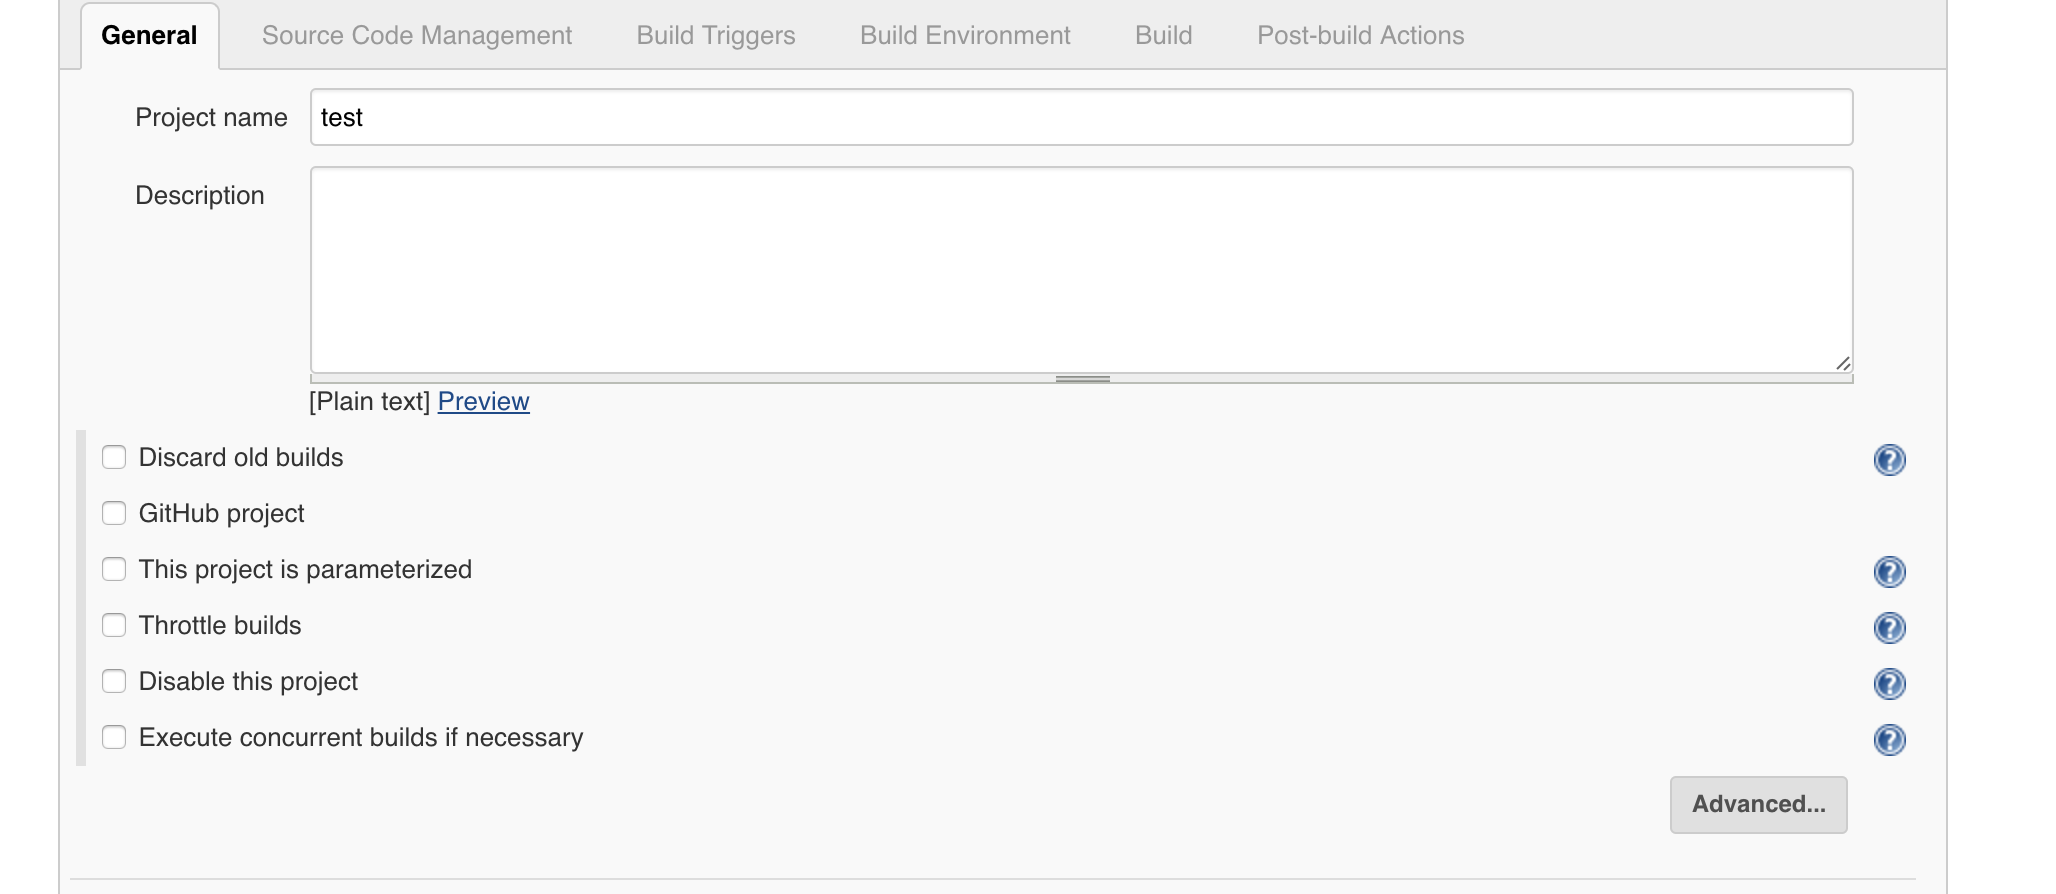 General Source Code Management Build Triggers Build Environment Build Post-build Actions
Project name test
Description
[Plain text] Preview
Discard old builds
GitHub project
This project is parameterized
Throttle builds
Disable this project
Execute concurrent builds if necessary
Advanced...